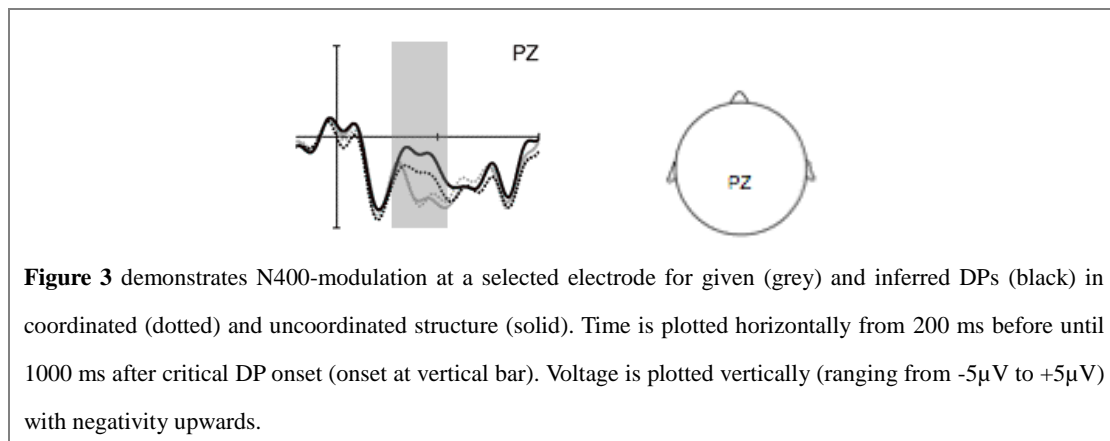 PZ
PZ
Figure 3 demonstrates N400-modulation at a selected electrode for given (grey) and inferred DPs (black) in
coordinated (dotted) and uncoordinated structure (solid). Time is plotted horizontally from 200 ms before until
1000 ms after critical DP onset (onset at vertical bar). Voltage is plotted vertically (ranging from -5μV to +5μV)
with negativity upwards.